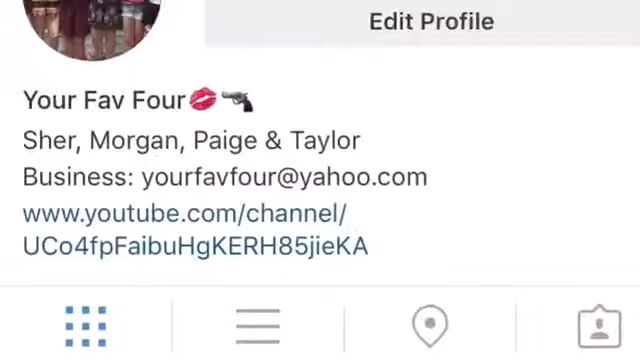 Edit Profile
Your Fav Four💋🔫
Sher, Morgan, Paige & Taylor
Business: yourfavfour@yahoo.com
www.youtube.com/channel/
UCo4fpFaibuHgKERH85jieKA